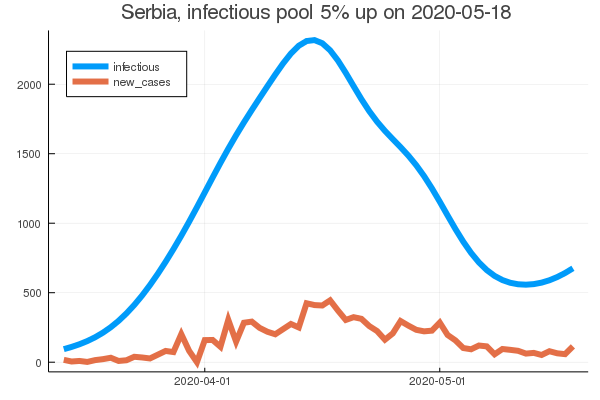 Serbia, infectious pool 5% up on 2020-05-18
infectious
new_cases
2000
1500
1000
500
0
2020-04-01
2020-05-01